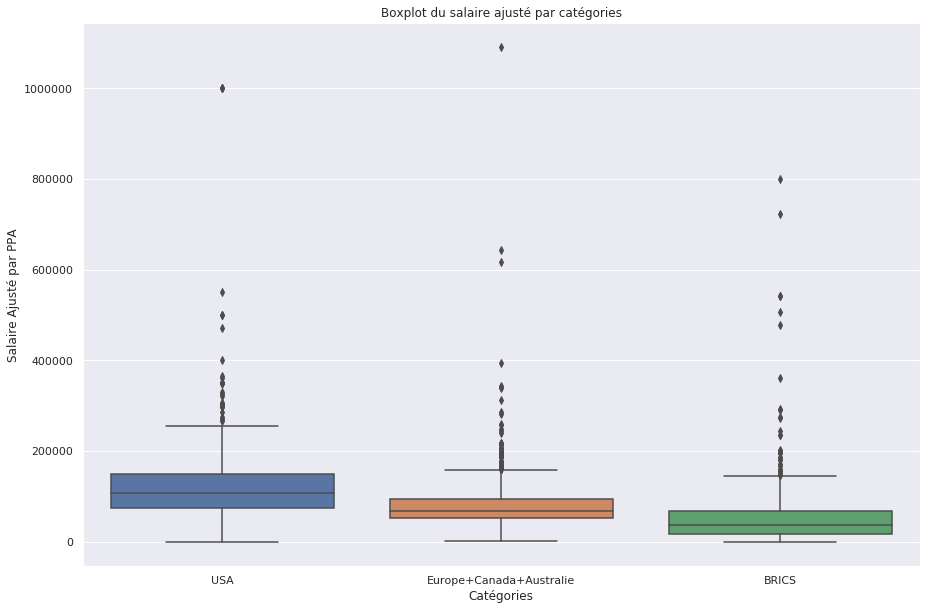 Boxplot du salaire ajusté par catégories
Salaire Ajusté par PPA
1000000
800000
600000
400000
200000
0
USA
Europe+Canada+Australie
BRICS
Catégories